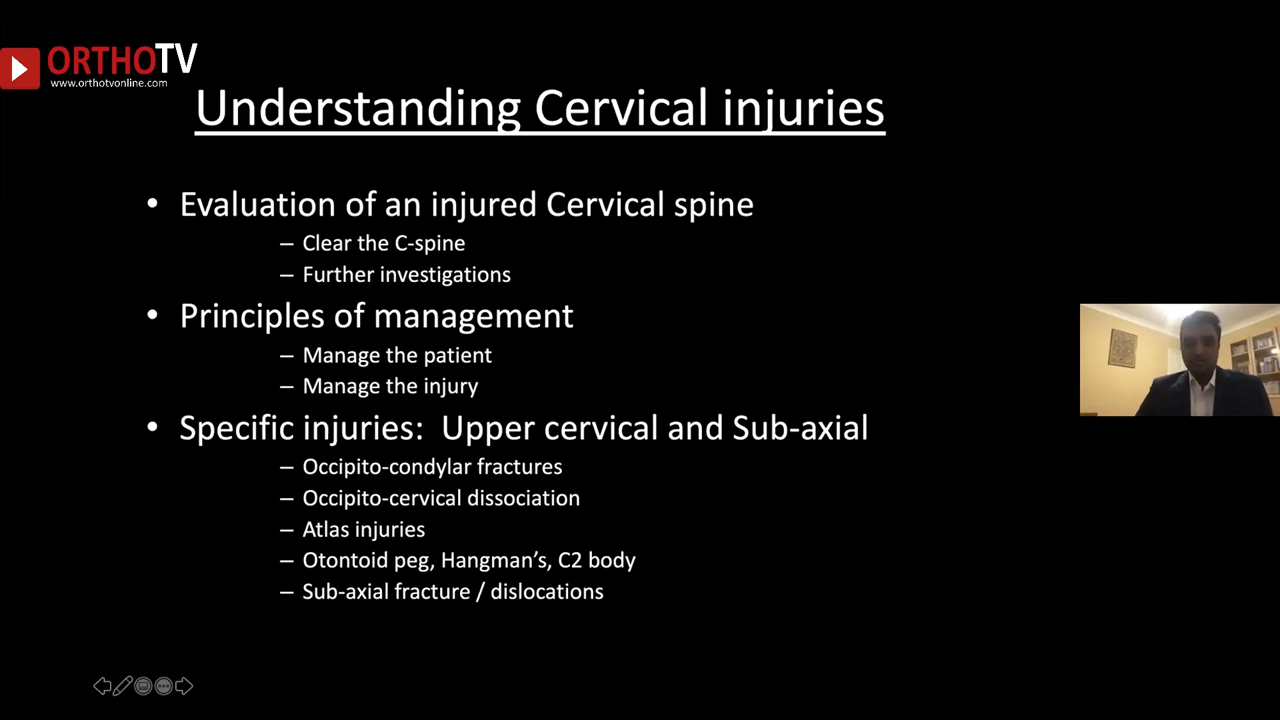 ORTHOTV
www.orthotvonline.com
Understanding Cervical injuries
• Evaluation of an injured Cervical spine
– Clear the C-spine
– Further investigations
• Principles of management
– Manage the patient
– Manage the injury
• Specific injuries: Upper cervical and Sub-axial
– Occipito-condylar fractures
– Occipito-cervical dissociation
– Atlas injuries
– Otontoid peg, Hangman’s, C2 body
– Sub-axial fracture / dislocations